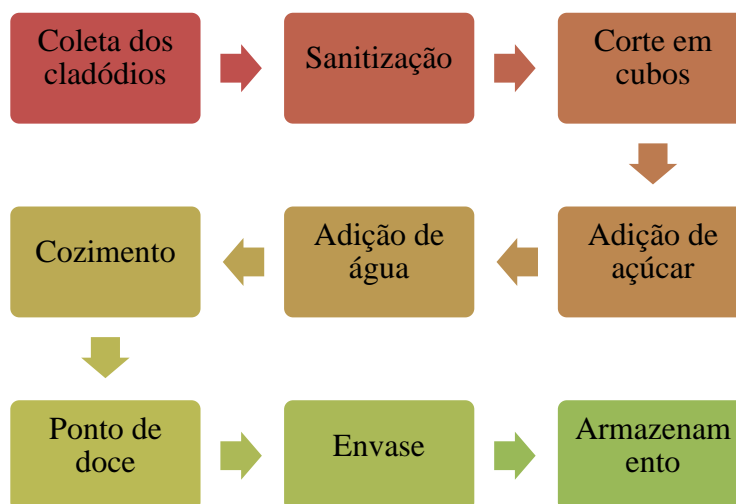 Coleta dos
cladódios
Sanitização
Corte em
cubos
Adição de
açúcar
Adição de
água
Cozimento
Ponto de
doce
Envase
Armazenam
ento